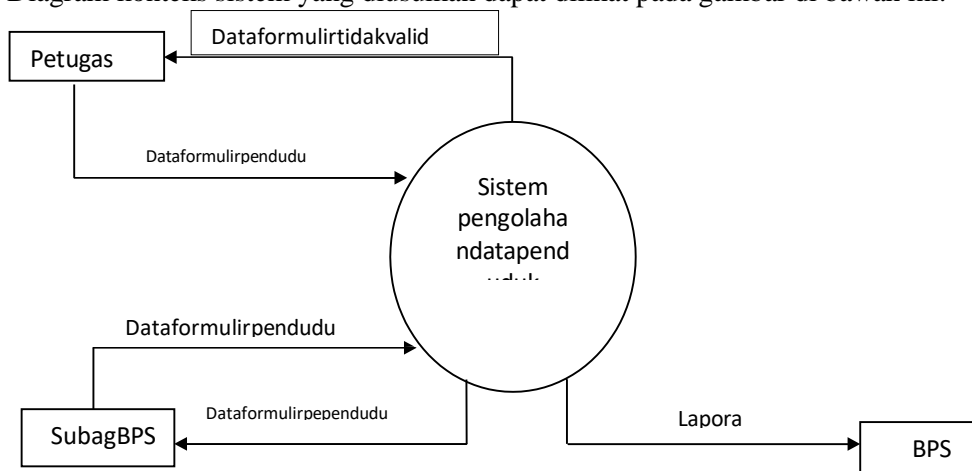 Diagram konteks sistem yang diusulkan dapat dilihat pada gambar di bawah ini.
Dataformulirtidakvalid
Petugas
Dataformulirpendudu
Sistem
pengolaha
ndatapend
uduk
Dataformulirpendudu
Dataformulirpependudu
SubagBPS
Lapora
BPS